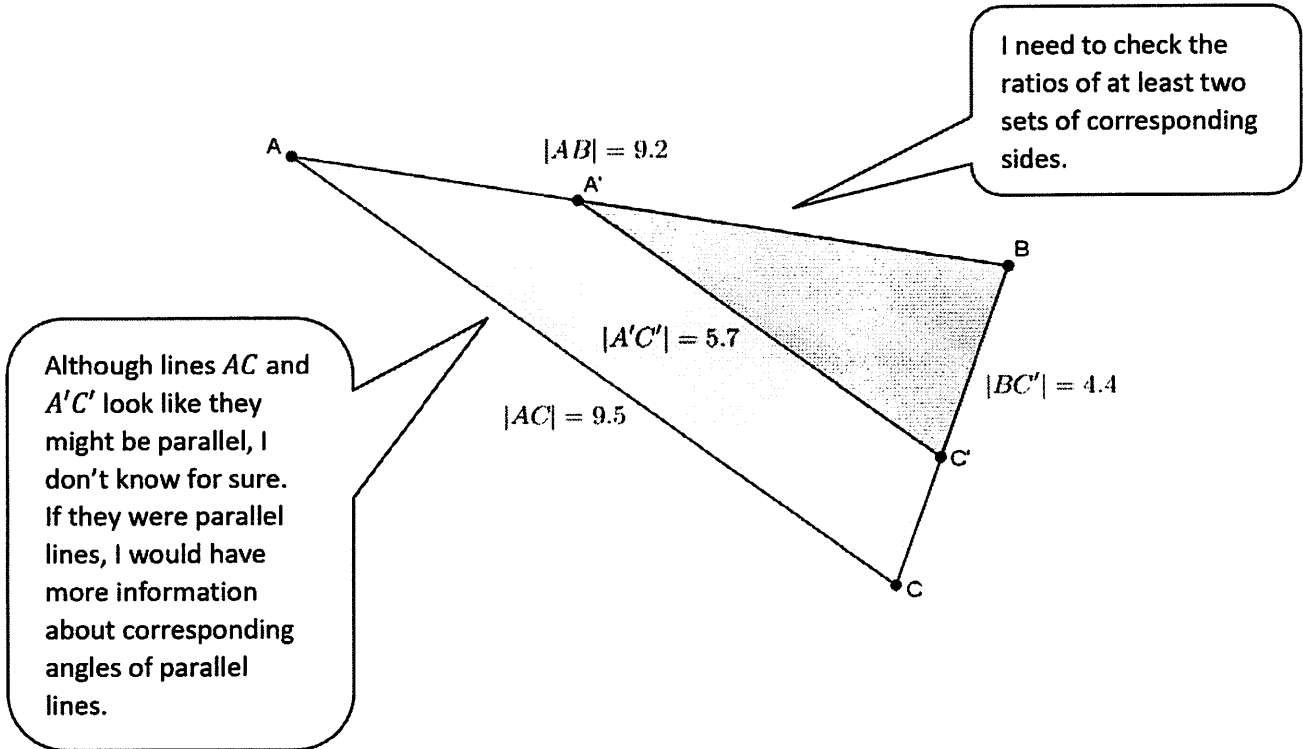 I need to check the
ratios of at least two
sets of corresponding
sides.
A
|AB| = 9.2
A'
B
|A'C'| = 5.7
|BC'| = 4.4
|AC| = 9.5
C'
C
Although lines AC and
A'C' look like they
might be parallel, I
don't know for sure.
If they were parallel
lines, I would have
more information
about corresponding
angles of parallel
lines.